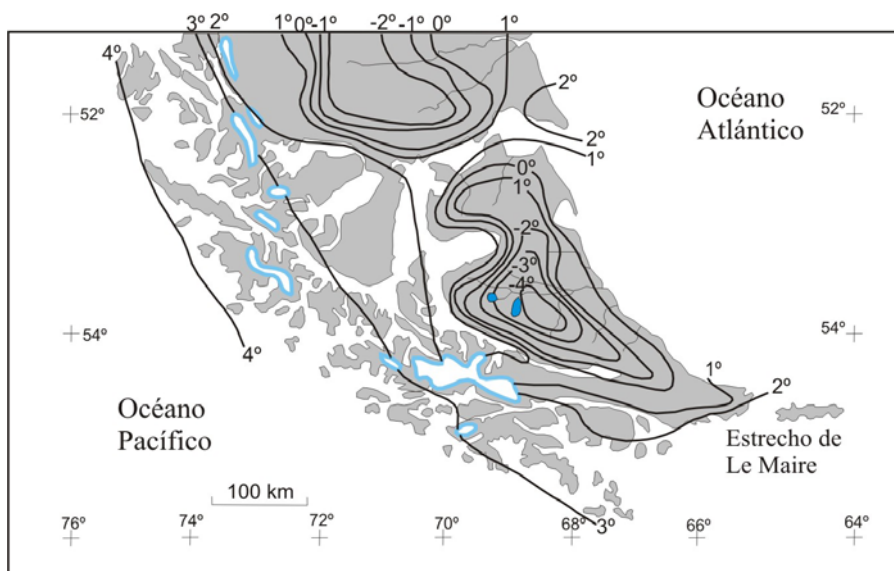 3º 2º 1º 0º -1º -2º -1º 0º 1º
4º
2º
Océano
Atlántico
52º
52º
2º
1º
0º
1º
-2º
-3º
-4º
54º
54º
4º
1º
2º
Océano
Pacífico
Estrecho de
Le Maire
100 km
3º
76º 74º 72º 70º 68º 66º 64º